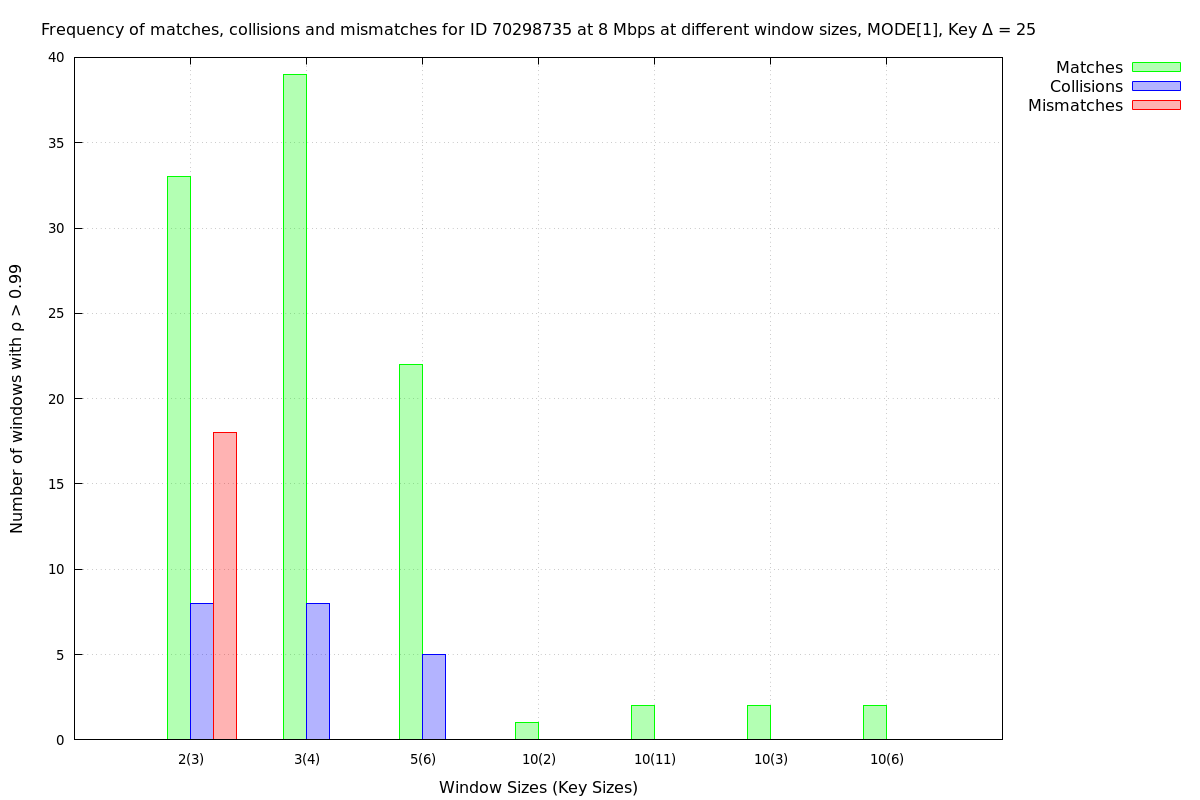 Frequency of matches, collisions and mismatches for ID 70298735 at 8 Mbps at different window sizes, MODE[1], Key Δ = 25
Matches
Collisions
Mismatches
Number of windows with ρ > 0.99
40
35
30
25
20
15
10
5
0
2(3) 3(4) 5(6) 10(2) 10(11) 10(3) 10(6)
Window Sizes (Key Sizes)